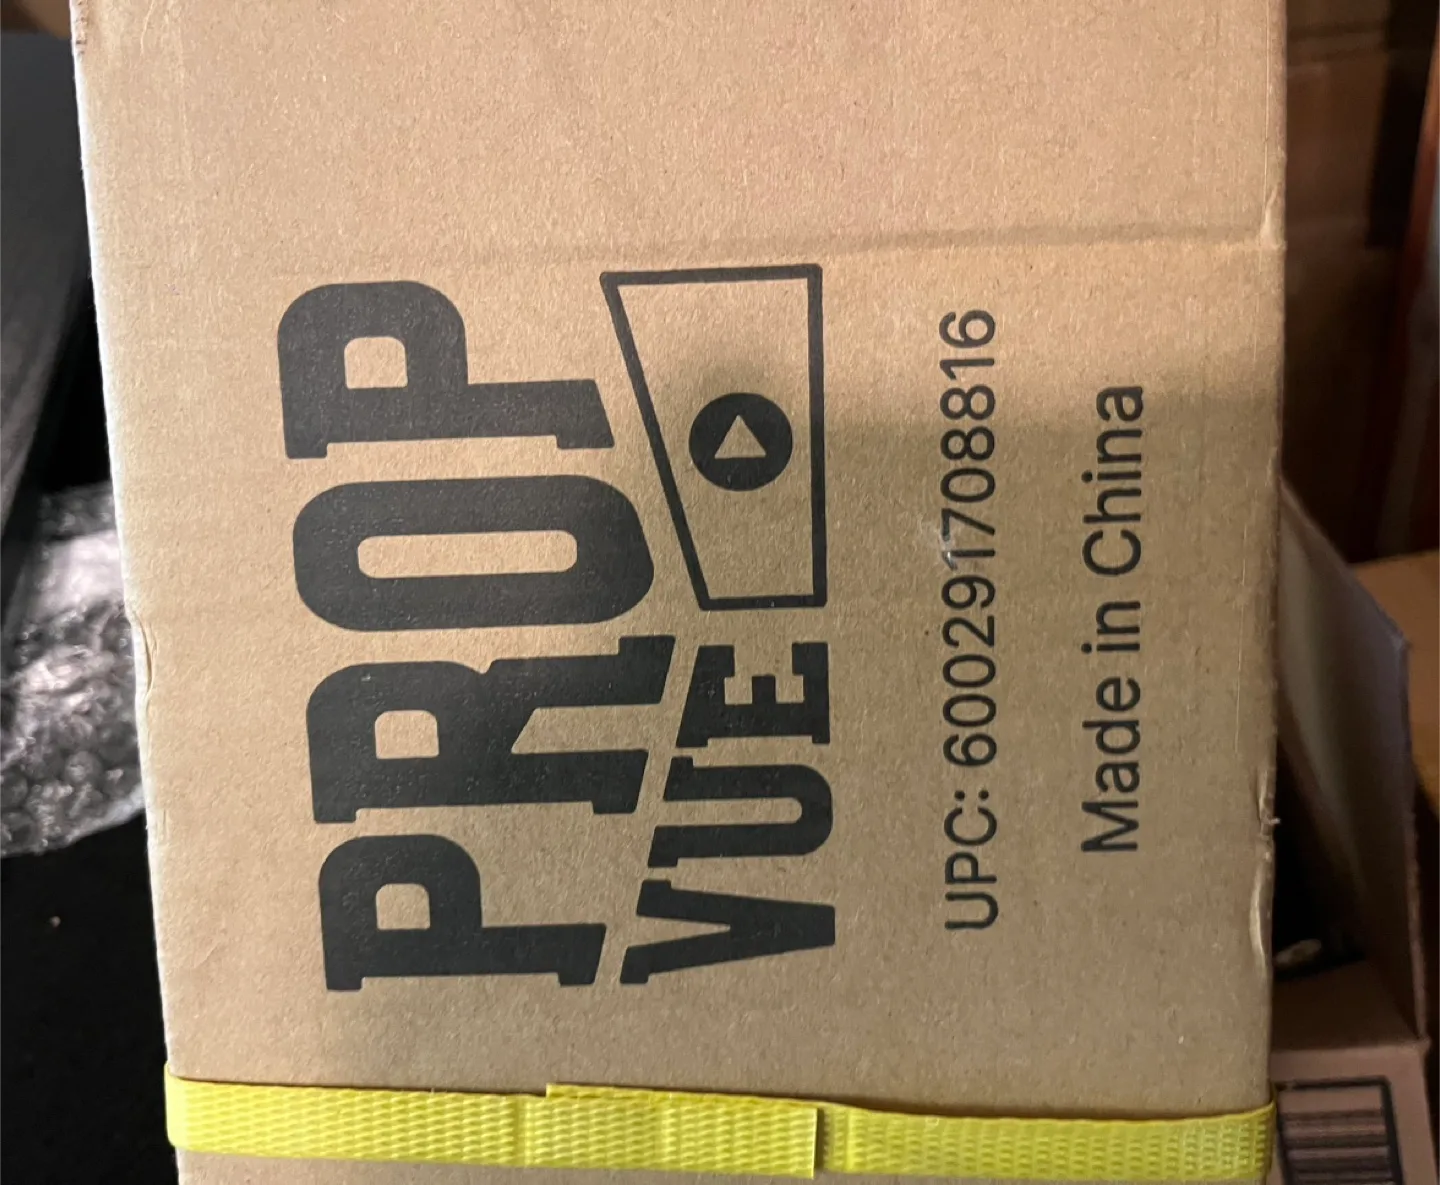 PROP
VUE
UPC: 600291708816
Made in China